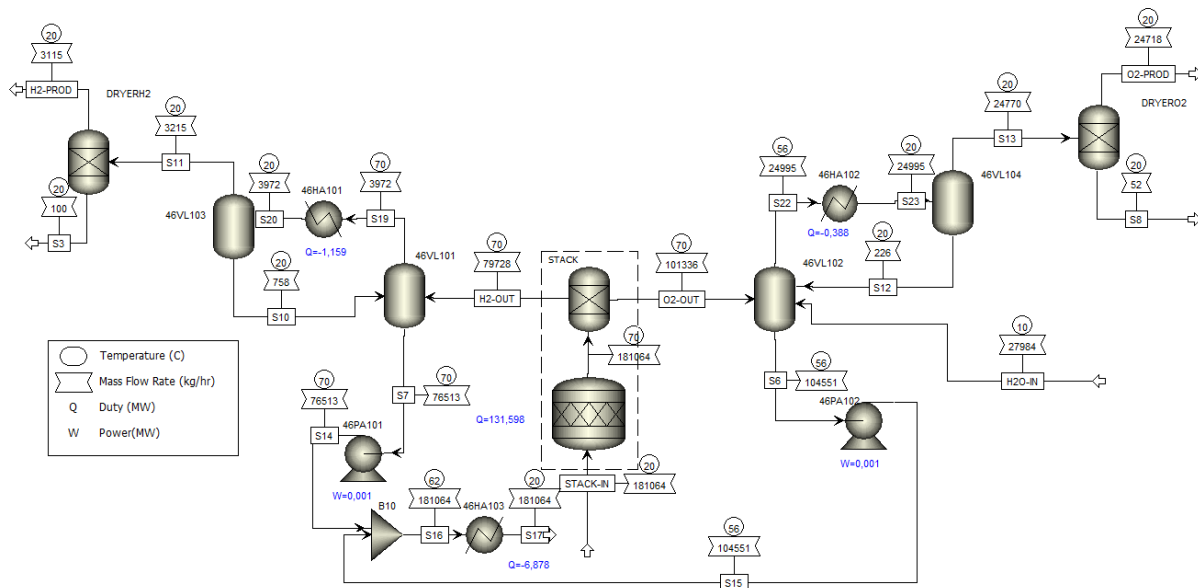 20
3115
H2-PROD
DRYERH2
20
3215
S11
20
100
S3
46VL103
20
3972
S20
46HA101
Q=-1,159
70
3972
S19
20
758
S10
46VL101
70
79728
H2-OUT
STACK
70
101336
O2-OUT
70
181064
Q=131,598
20
181064
STACK-IN
56
24995
S22
46HA102
Q=-0,388
20
24995
S23
46VL104
20
24770
S13
20
24718
O2-PROD
DRYERO2
20
52
S8
46VL102
20
226
S12
10
27984
H2O-IN
56
104551
S6
46PA102
W=0,001
70
76513
S7
70
76513
S14
46PA101
W=0,001
B10
62
181064
S16
46HA103
Q=-6,878
20
181064
S17
56
104551
S15
Temperature (C)
Mass Flow Rate (kg/hr)
Q Duty (MW)
W Power(MW)